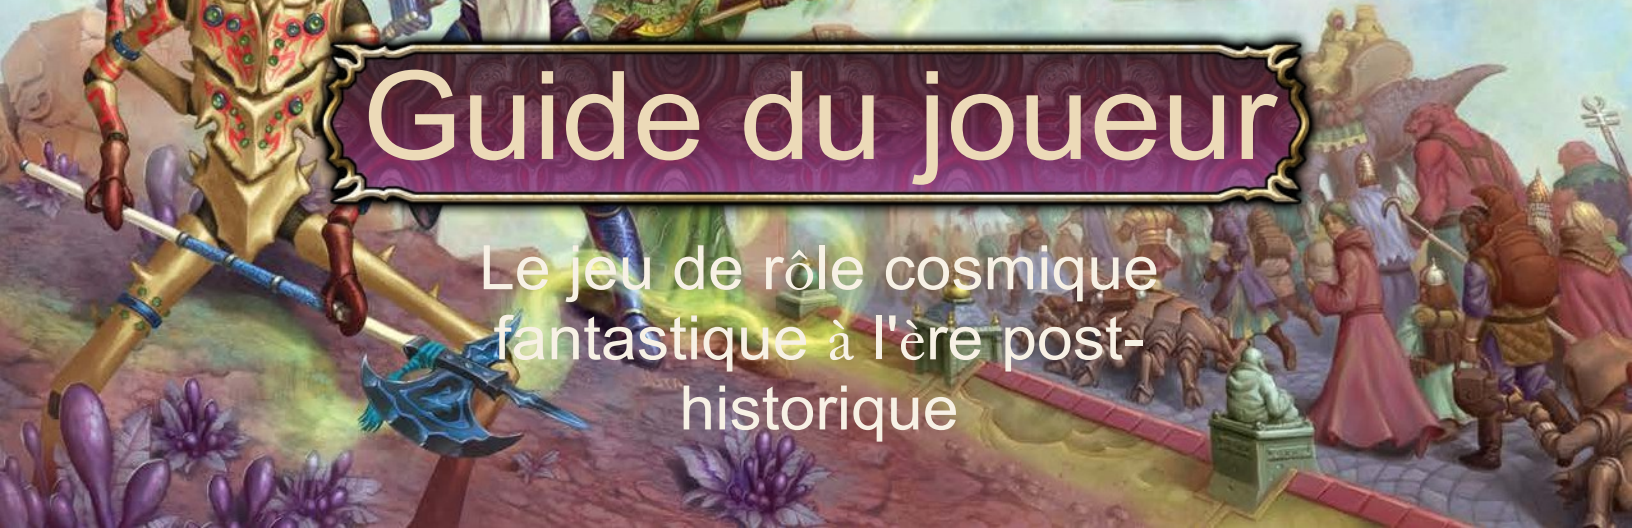 Guide du joueur
Le jeu de rôle cosmique
fantastique à l'ère post-
historique